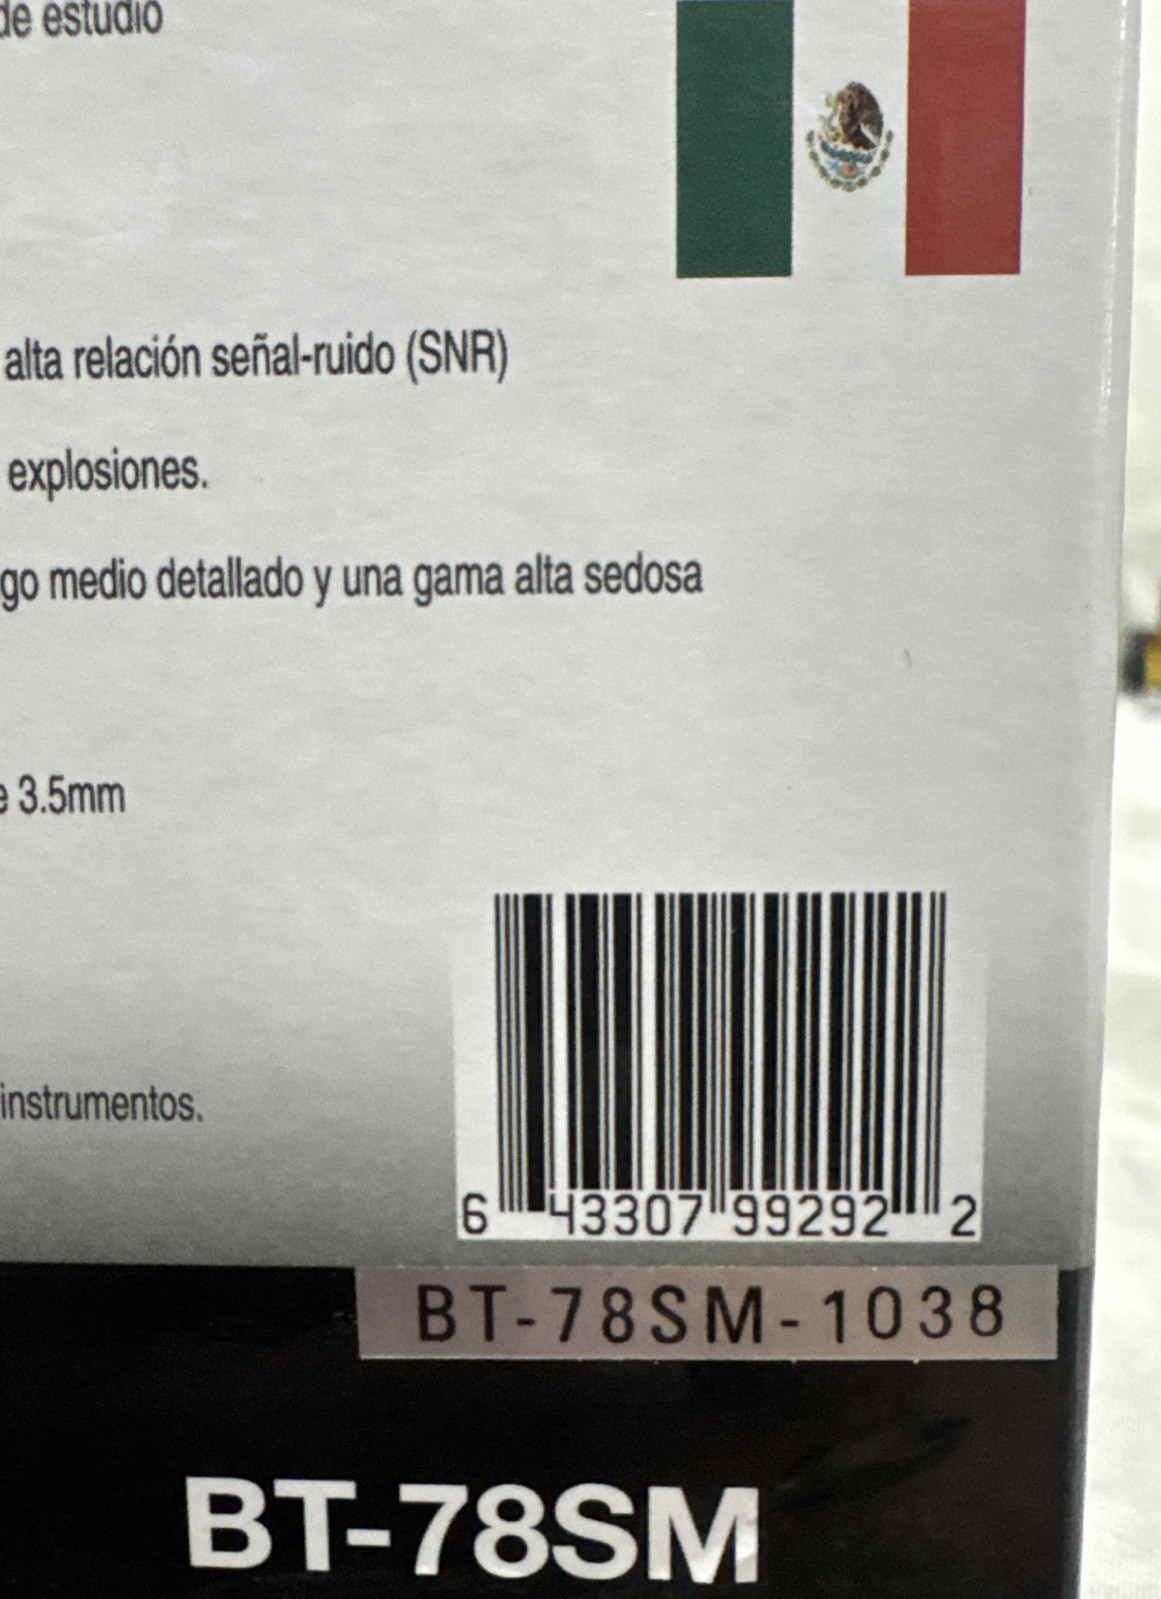 de estudio
alta relación señal-ruido (SNR)
explosiones.
go medio detallado y una gama alta sedosa
3.5mm
instrumentos.
6 43307 99292 2
BT-78SM-1038
BT-78SM